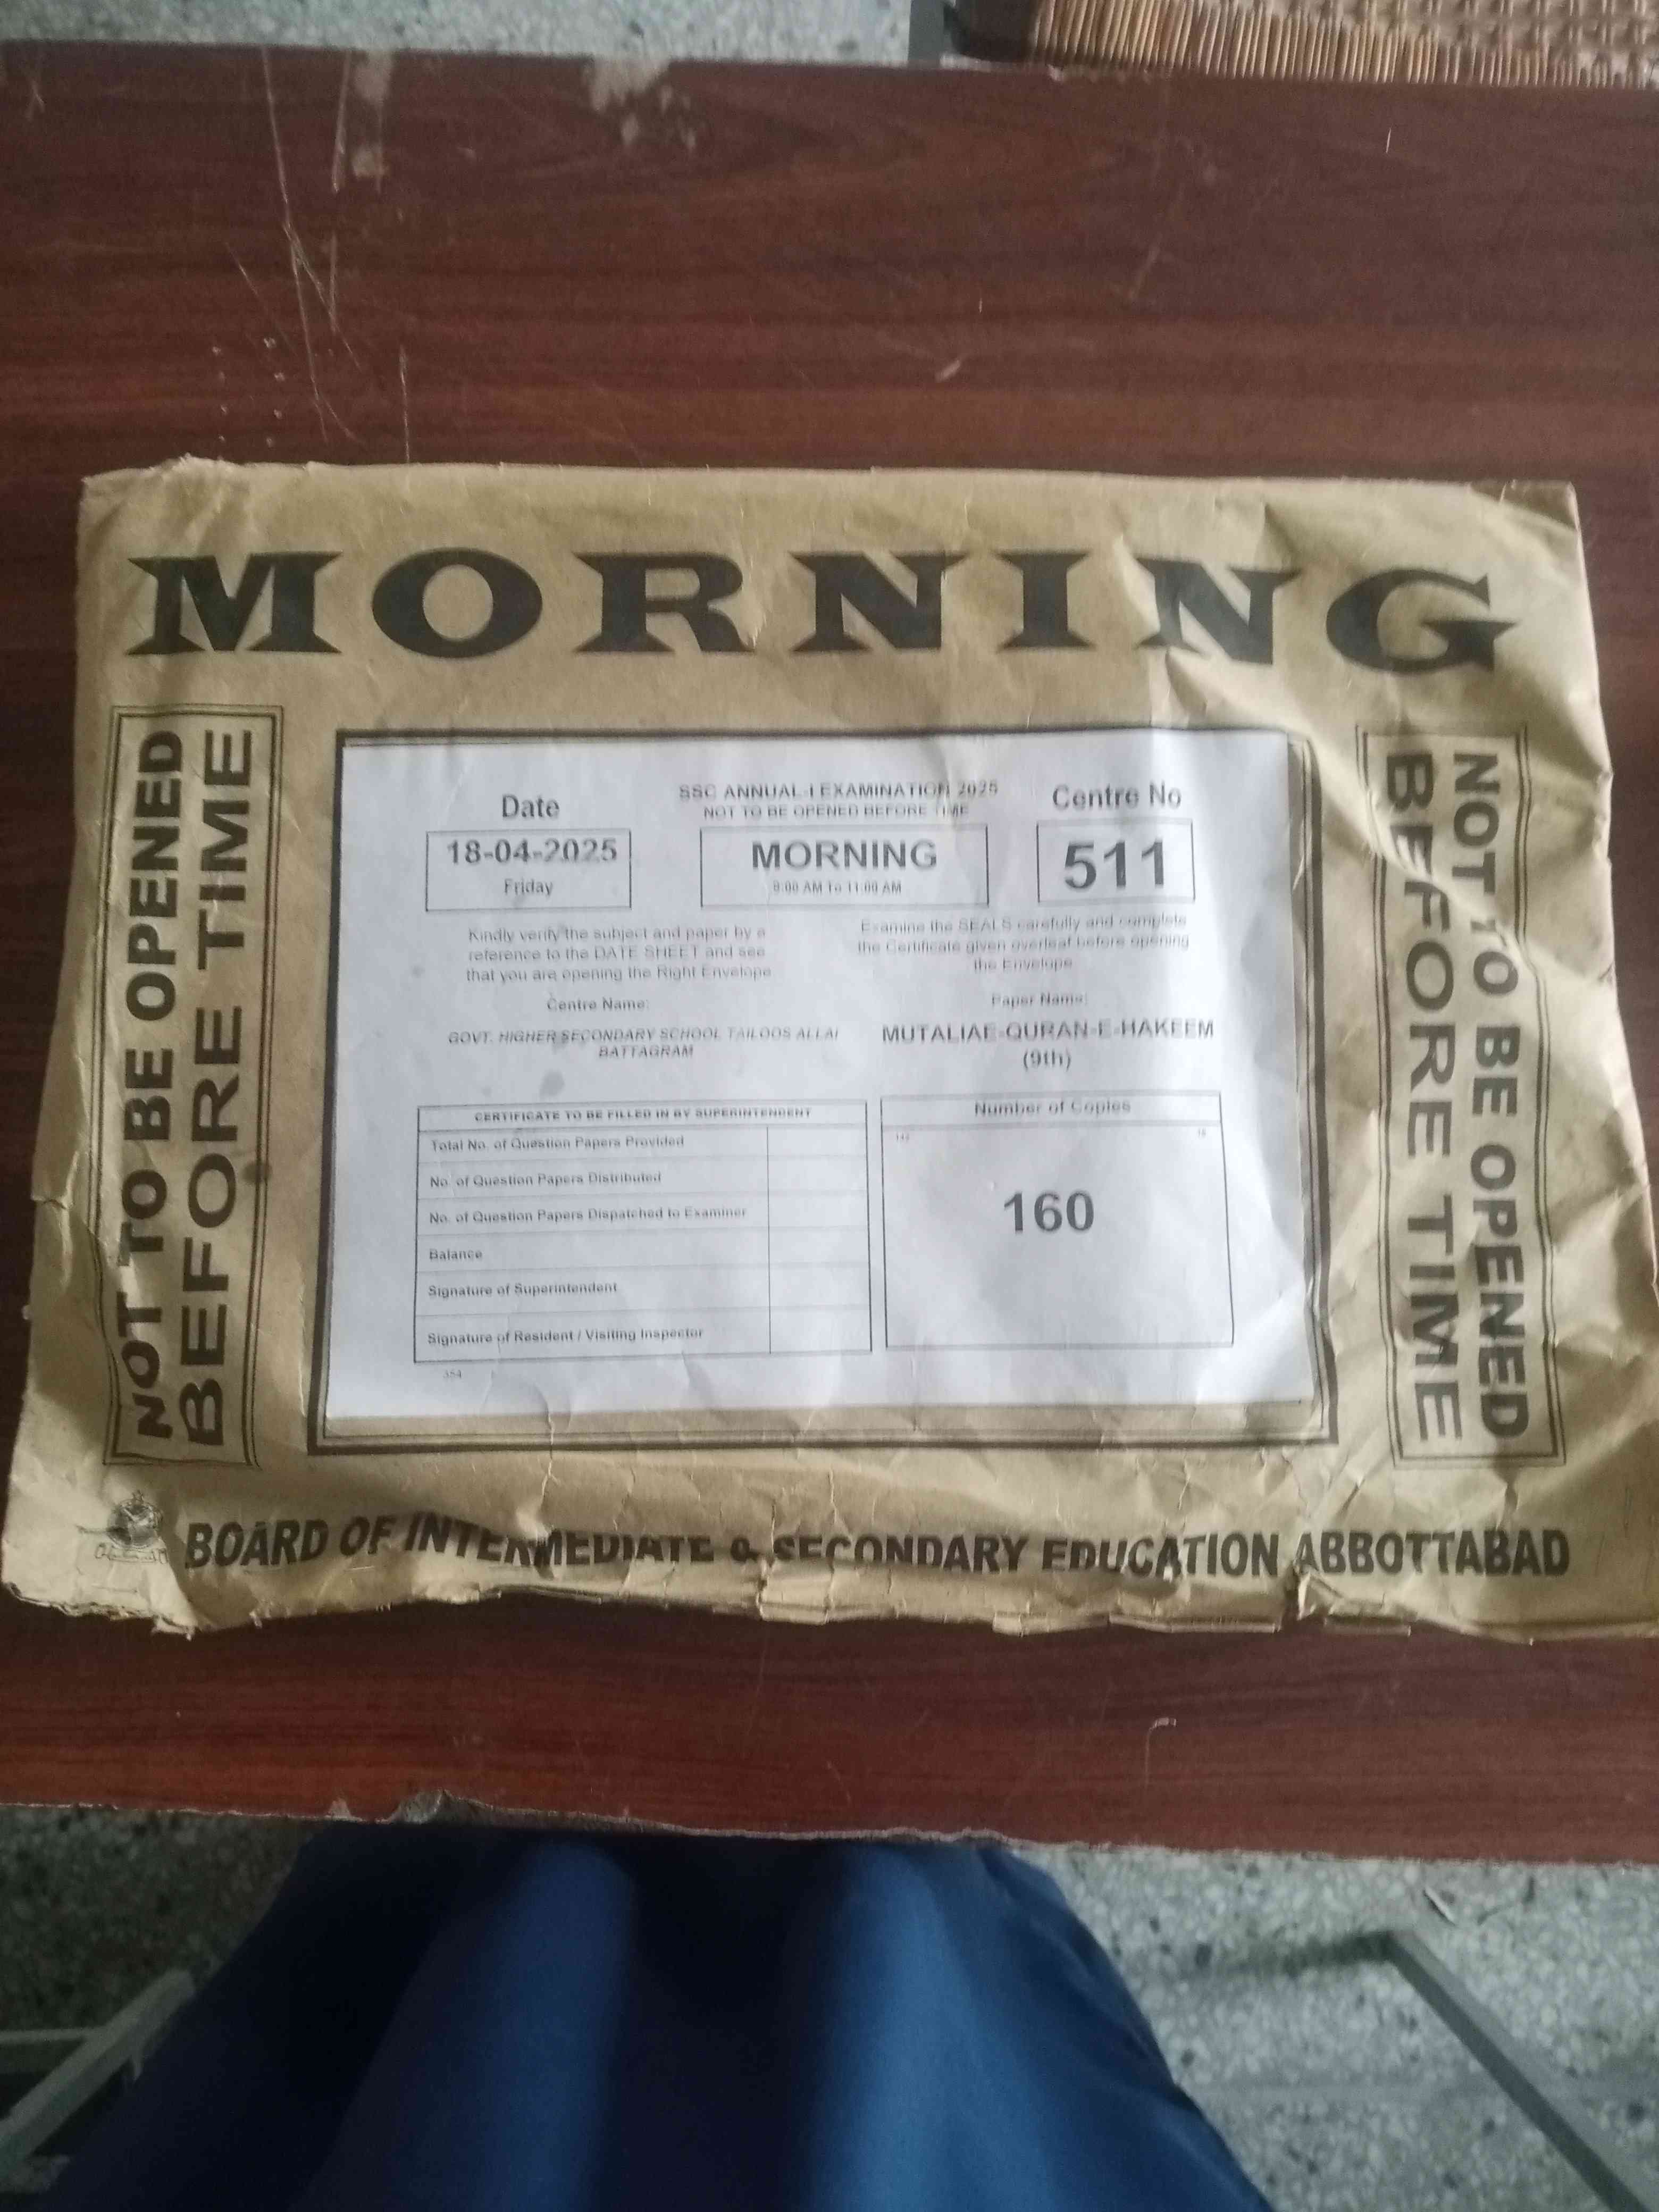 MORNING
NOT TO BE OPENED
BEFORE TIME
Date
18-04-2025
Friday
SSC ANNUAL-I EXAMINATION 2025
NOT TO BE OPENED BEFORE TIME
MORNING
9:00 AM To 11:00 AM
Centre No
511
Kindly verify the subject and paper by a
reference to the DATE SHEET and see
that you are opening the Right Envelope
Examine the SEALS carefully and complete
the Certificate given overleaf before opening
the Envelope
Centre Name:
GOVT. HIGHER SECONDARY SCHOOL TAILOOS ALLAI
BATTAGRAM
Paper Name:
MUTALIAE-QURAN-E-HAKEEM
(9th)
CERTIFICATE TO BE FILLED IN BY SUPERINTENDENT
Total No. of Question Papers Provided
No. of Question Papers Distributed
No. of Question Papers Dispatched to Examiner
Balance
Signature of Superintendent
Signature of Resident / Visiting Inspector
354
Number of Copies
160
NOT TO BE OPENED
BEFORE TIME
BOARD OF INTERMEDIATE & SECONDARY EDUCATION ABBOTTABAD